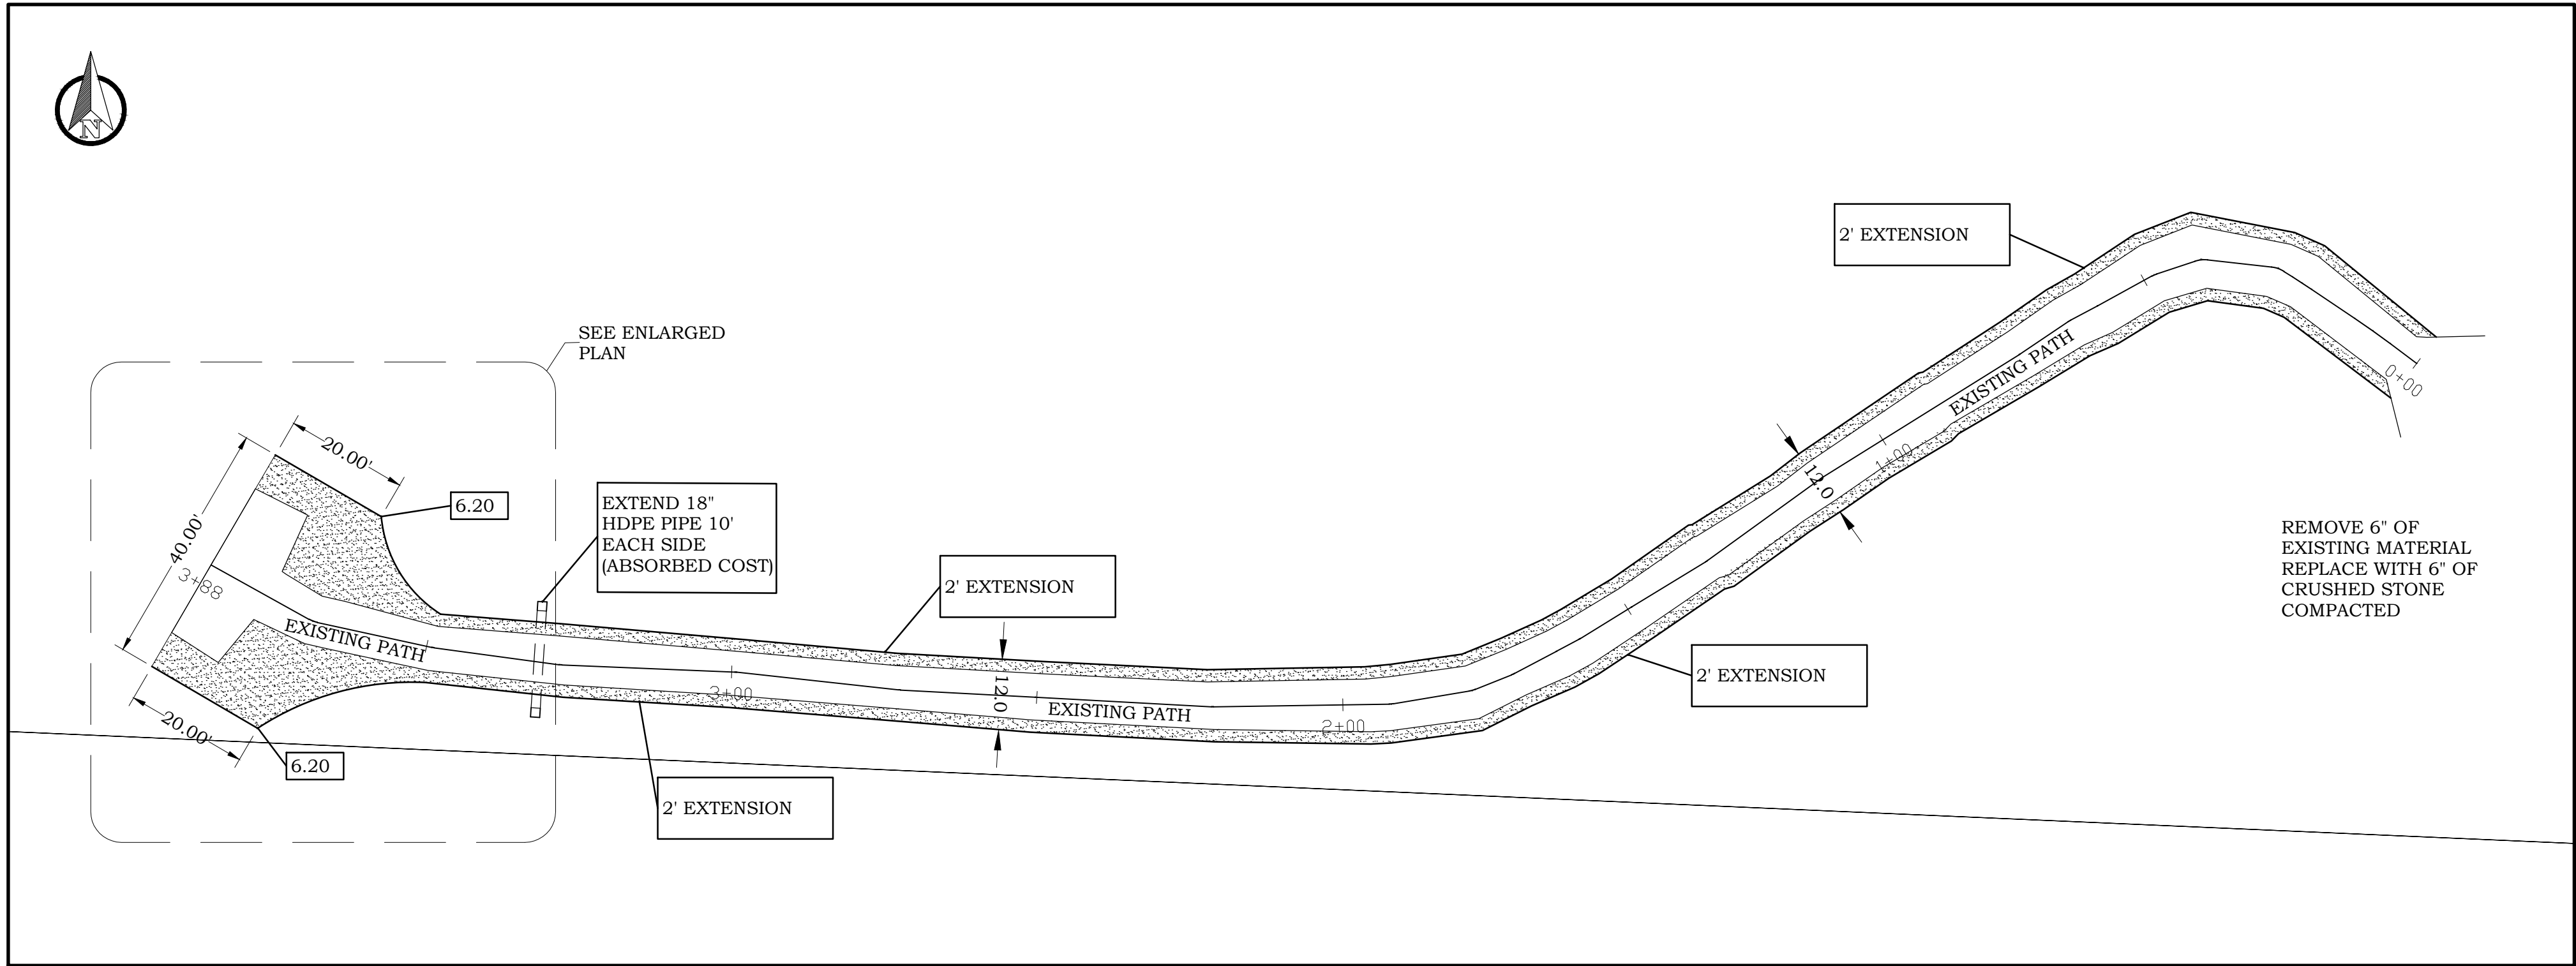 N
2' EXTENSION
SEE ENLARGED
PLAN
EXISTING PATH
0+00
20.00'
1+00
12.0
6.20
EXTEND 18"
HDPE PIPE 10'
EACH SIDE
(ABSORBED COST)
40.00'
3+88
REMOVE 6" OF
EXISTING MATERIAL
REPLACE WITH 6" OF
CRUSHED STONE
COMPACTED
2' EXTENSION
EXISTING PATH
3+00
12.0
EXISTING PATH
2+00
2' EXTENSION
20.00'
6.20
2' EXTENSION